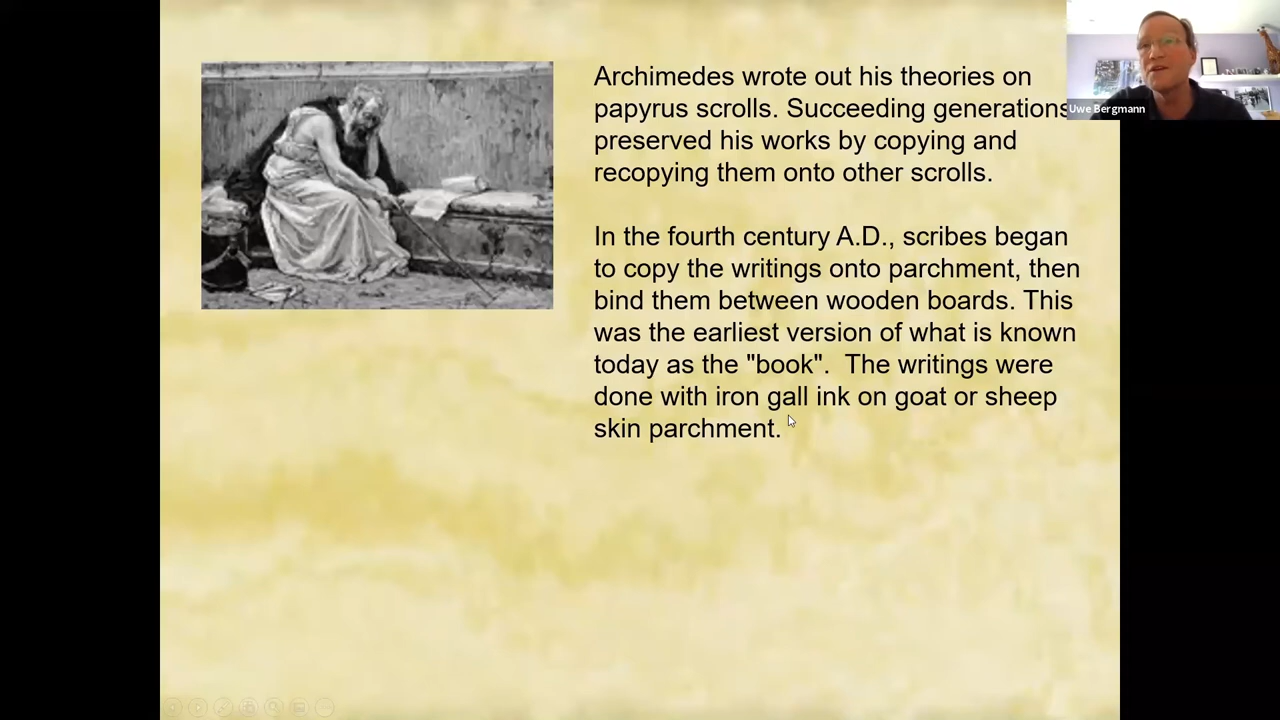 Archimedes wrote out his theories on
papyrus scrolls. Succeeding generations
preserved his works by copying and
recopying them onto other scrolls.
In the fourth century A.D., scribes began
to copy the writings onto parchment, then
bind them between wooden boards. This
was the earliest version of what is known
today as the "book".  The writings were
done with iron gall ink on goat or sheep
skin parchment.
Uwe Bergmann